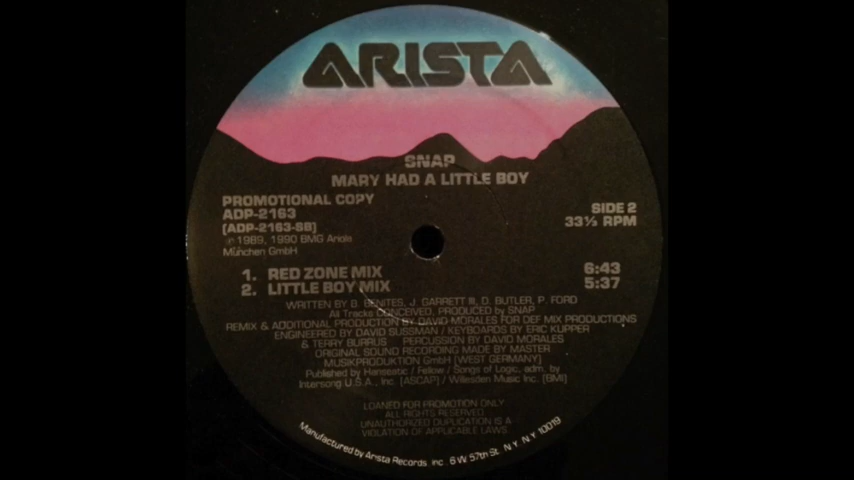 ARISTA
SNAP
MARY HAD A LITTLE BOY
PROMOTIONAL COPY
ADP-2163
[ADP-2163-SB]
℗ in 1989, 1990 BMG Ariola
München GmbH
SIDE 2
33⅓ RPM
1. RED ZONE MIX 6:43
2. LITTLE BOY MIX 5:37
WRITTEN BY B. BENITES, J. GARRETT III, D. BUTLER, P. FORD
All Tracks CONCEIVED, PRODUCED by SNAP
REMIX & ADDITIONAL PRODUCTION BY DAVID MORALES FOR DEF MIX PRODUCTIONS
ENGINEERED BY DAVID SUSSMAN / KEYBOARDS BY ERIC KUPPER
& TERRY BURRUS PERCUSSION BY DAVID MORALES
ORIGINAL SOUND RECORDING MADE BY MASTER
MUSIKPRODUKTION GmbH [WEST GERMANY]
Published by Hanseatic / Fellow / Songs of Logic, adm. by
Intersong U.S.A., Inc. [ASCAP] / Willesden Music Inc. [BMI]
LOANED FOR PROMOTION ONLY
ALL RIGHTS RESERVED
UNAUTHORIZED DUPLICATION IS A
VIOLATION OF APPLICABLE LAWS
Manufactured by Arista Records, Inc. 6 W. 57th St. N.Y. N.Y. 10019